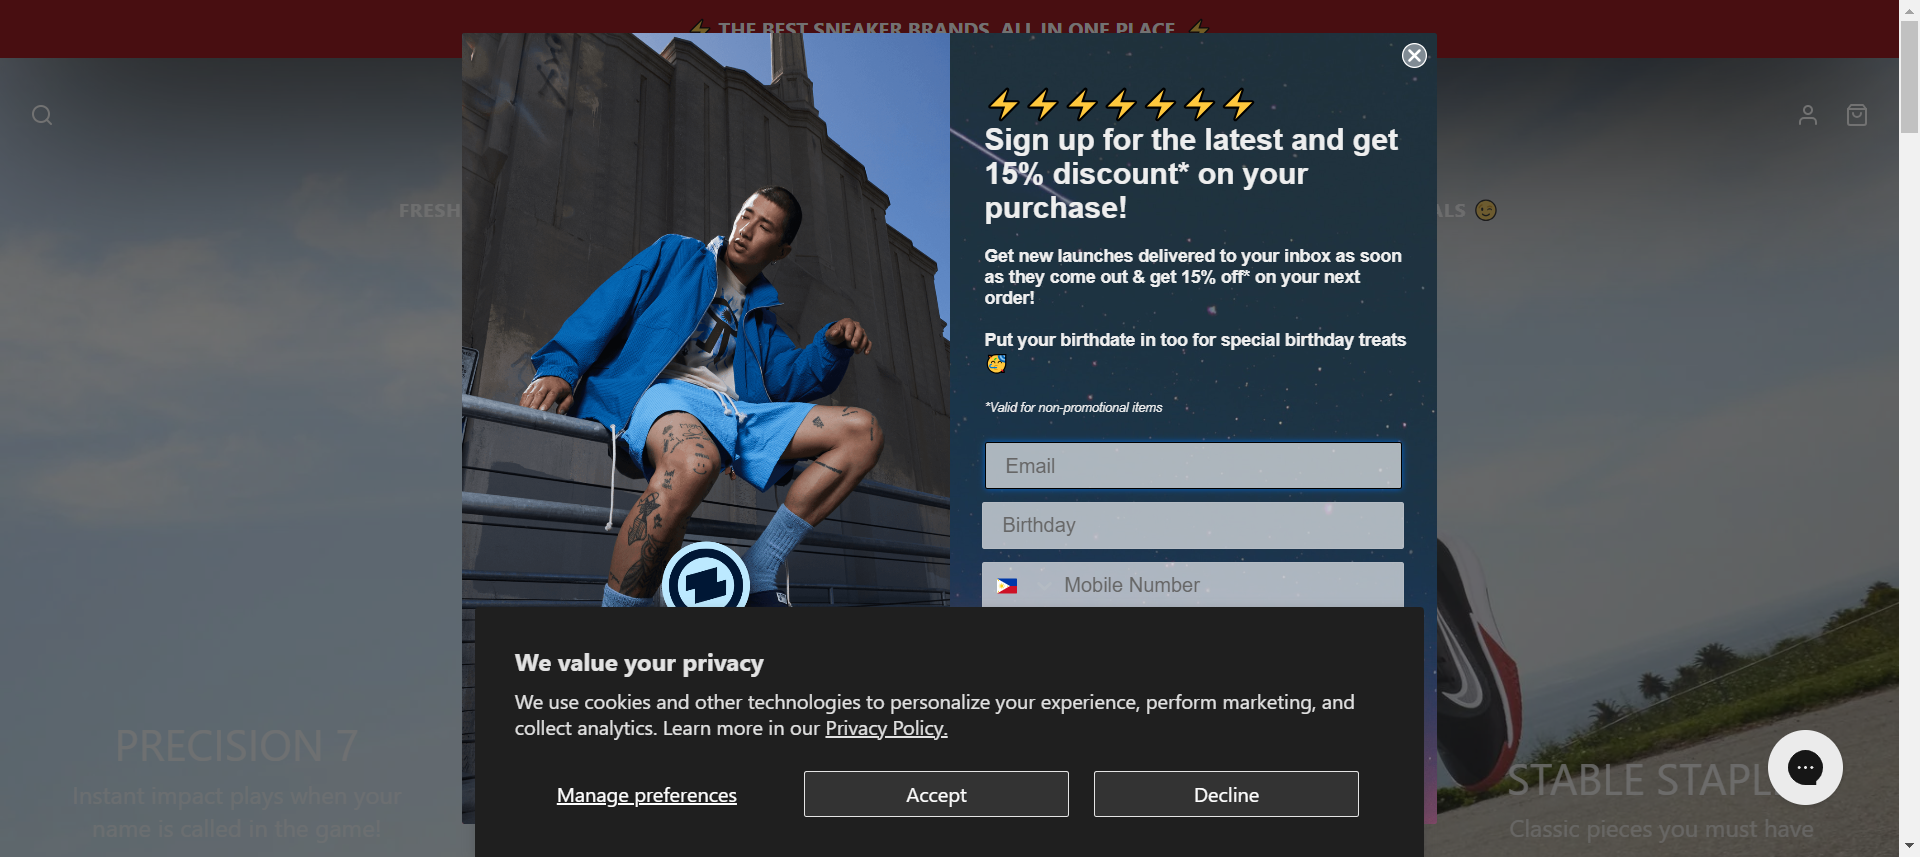 ⚡ THE BEST SNEAKER BRANDS, ALL IN ONE PLACE ⚡
FRESH
ALS 😉
⚡⚡⚡⚡⚡⚡⚡
Sign up for the latest and get
15% discount* on your
purchase!
Get new launches delivered to your inbox as soon
as they come out & get 15% off* on your next
order!
Put your birthdate in too for special birthday treats
🥳
*Valid for non-promotional items
Email
Birthday
Mobile Number
We value your privacy
We use cookies and other technologies to personalize your experience, perform marketing, and
collect analytics. Learn more in our Privacy Policy.
Manage preferences
Accept
Decline
PRECISION 7
Instant impact plays when your
name is called in the game!
STABLE STAPL
Classic pieces you must have